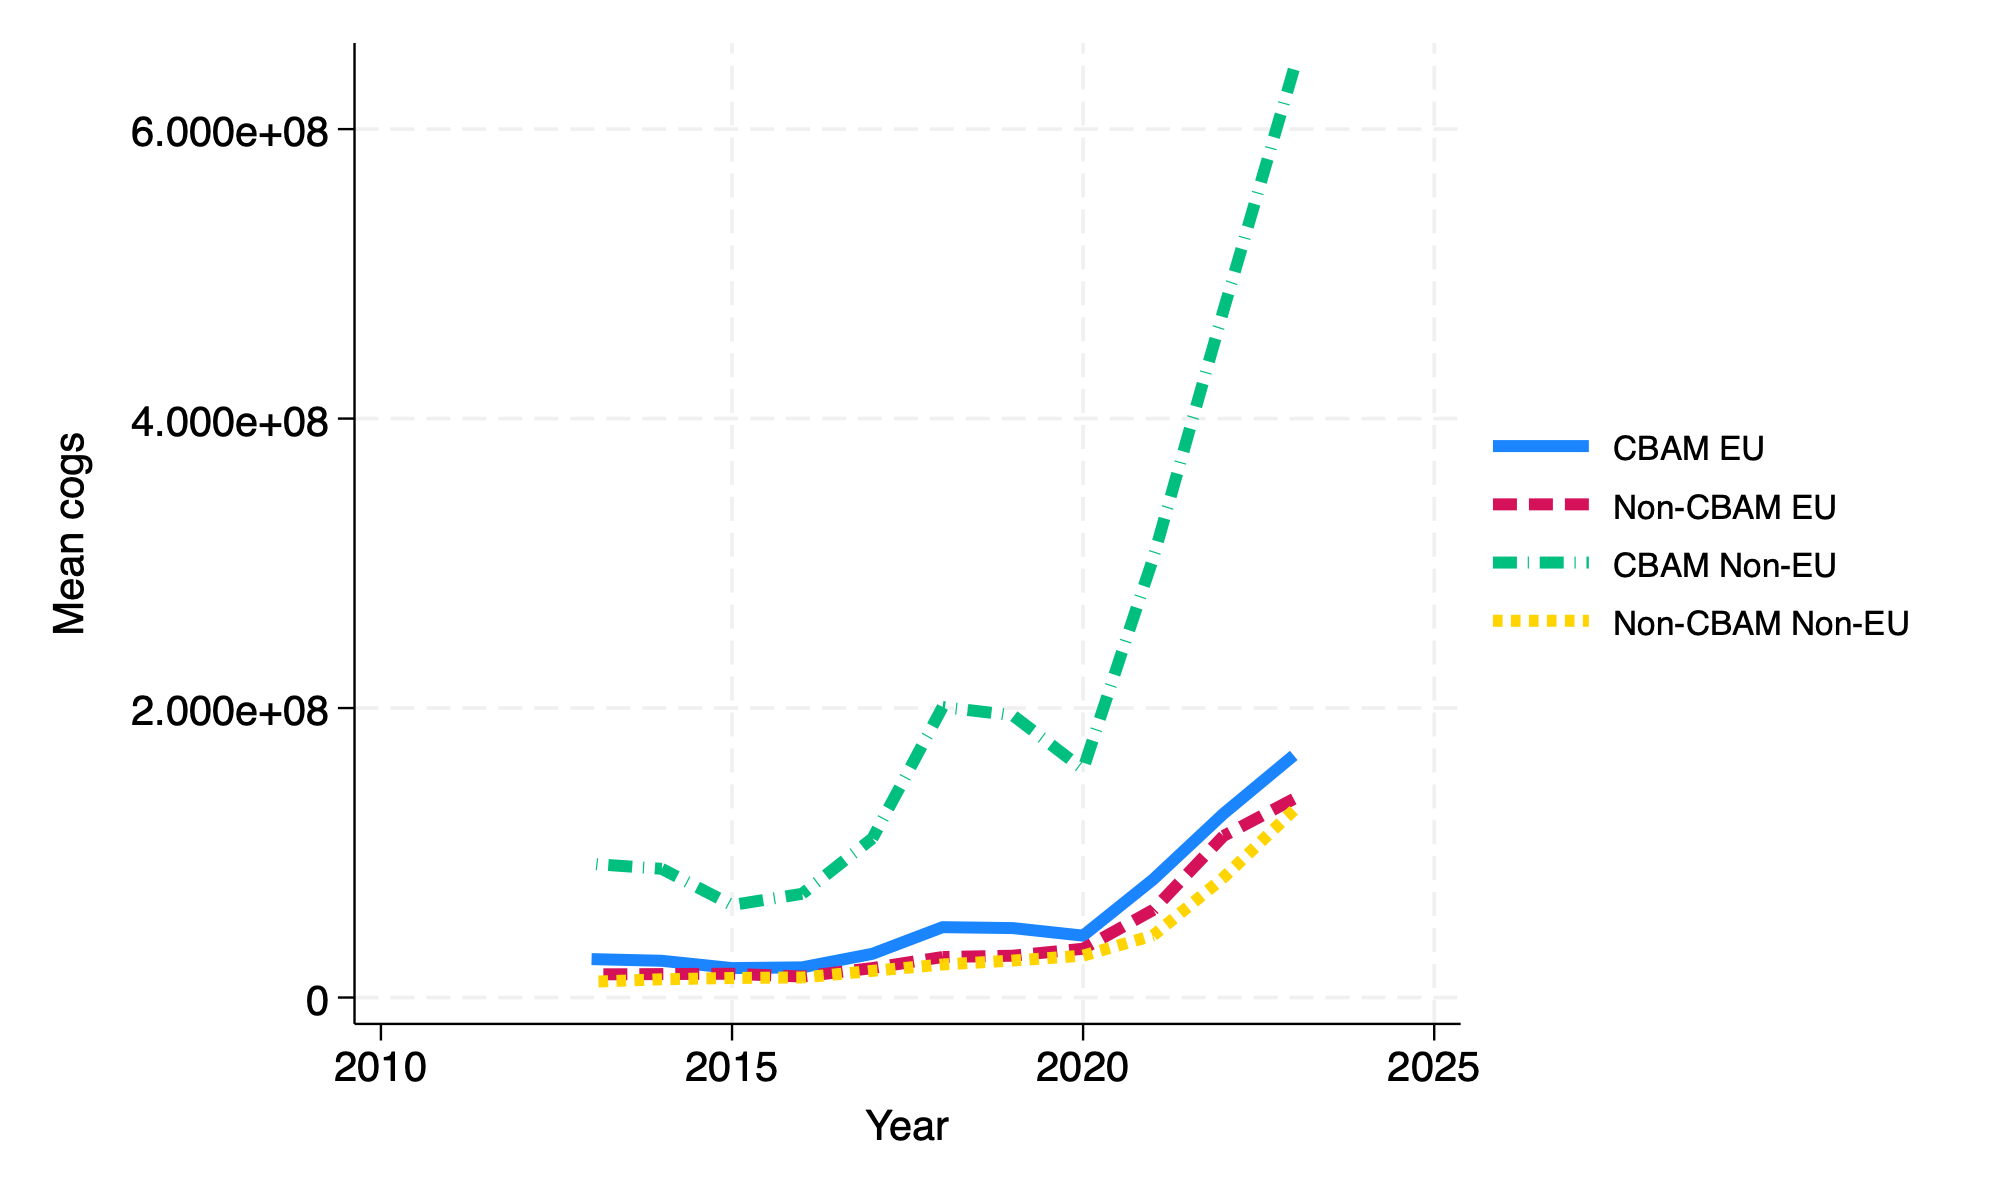 6.000e+08
4.000e+08
2.000e+08
0
Mean cogs
2010 2015 2020 2025
Year
CBAM EU
Non-CBAM EU
CBAM Non-EU
Non-CBAM Non-EU